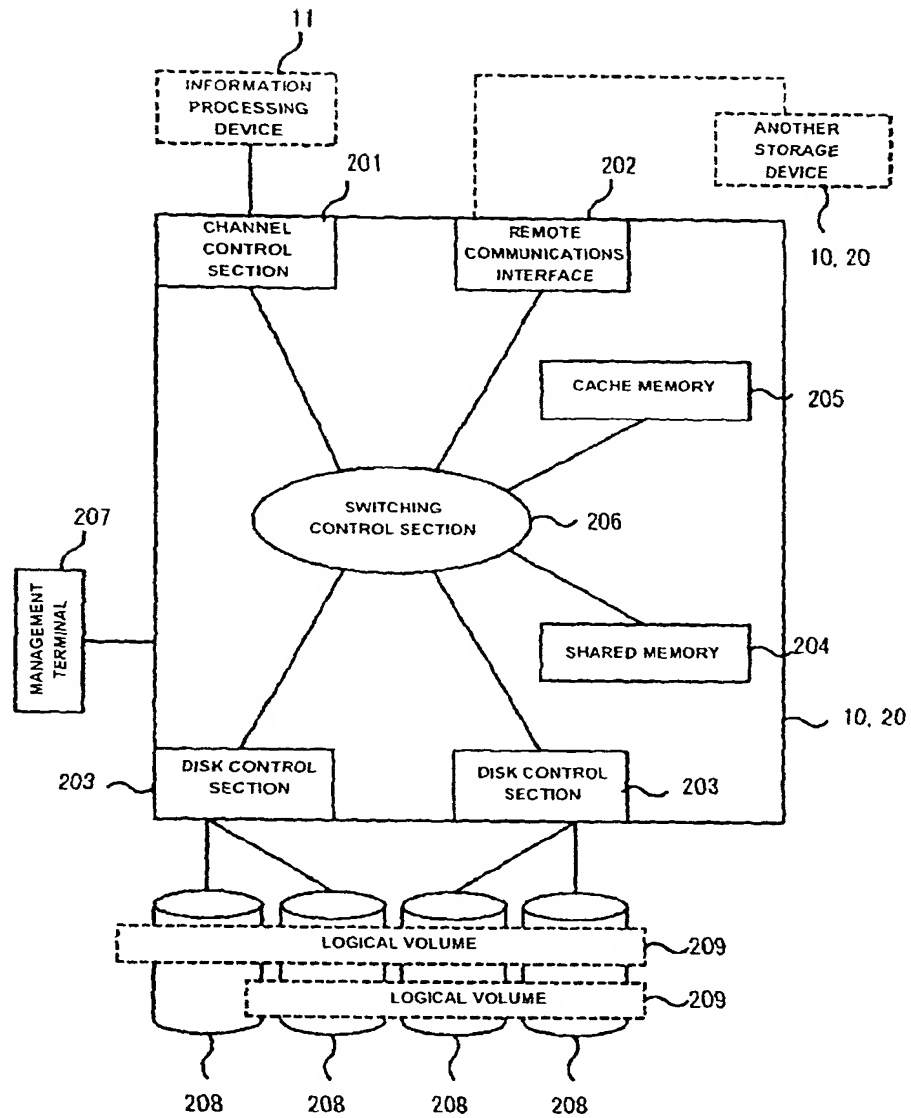 11
INFORMATION
PROCESSING
DEVICE
ANOTHER
STORAGE
DEVICE
201
202
10, 20
CHANNEL
CONTROL
SECTION
REMOTE
COMMUNICATIONS
INTERFACE
CACHE MEMORY
205
SWITCHING
CONTROL SECTION
206
207
MANAGEMENT
TERMINAL
SHARED MEMORY
204
10, 20
203
DISK CONTROL
SECTION
DISK CONTROL
SECTION
203
LOGICAL VOLUME
209
LOGICAL VOLUME
209
208
208
208
208